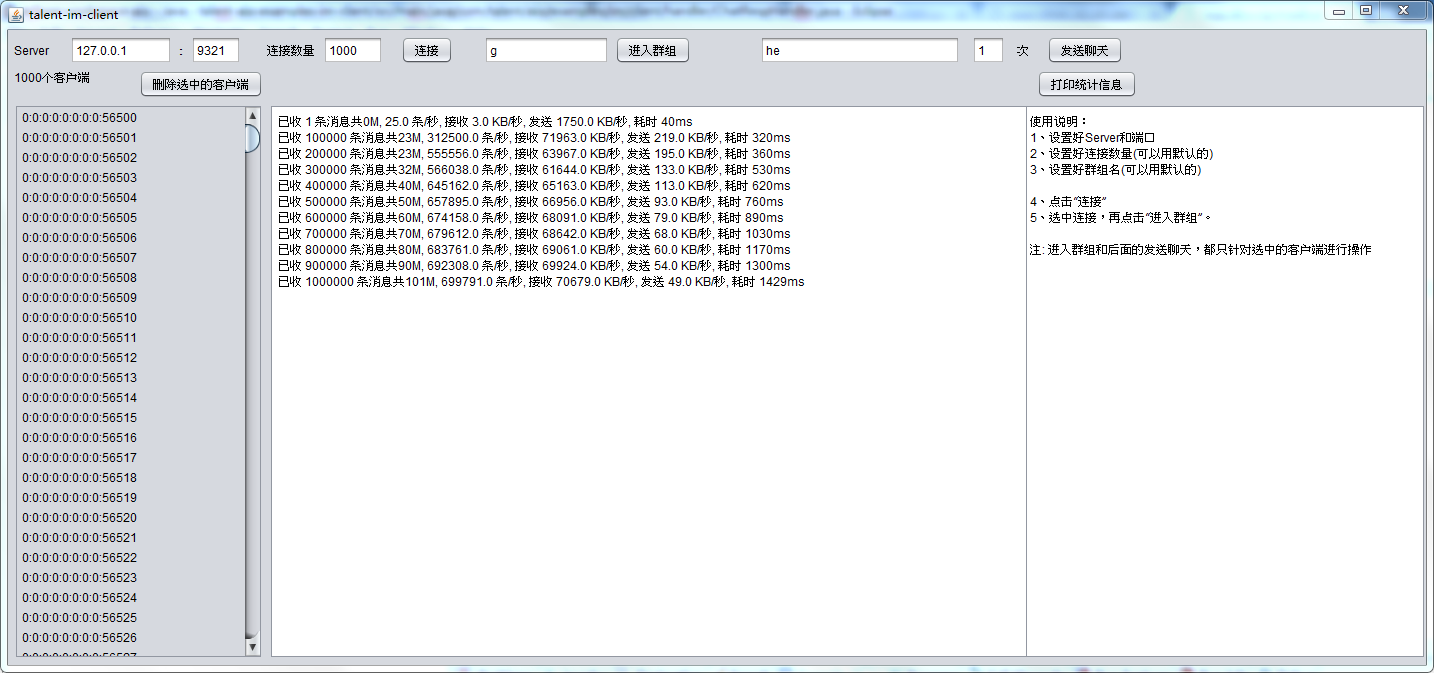 talent-im-client
Server 127.0.0.1 : 9321 连接数量 1000 连接 g 进入群组 he 1 次 发送聊天
1000个客户端 删除选中的客户端 打印统计信息
0:0:0:0:0:0:0:0:56500
0:0:0:0:0:0:0:0:56501
0:0:0:0:0:0:0:0:56502
0:0:0:0:0:0:0:0:56503
0:0:0:0:0:0:0:0:56504
0:0:0:0:0:0:0:0:56505
0:0:0:0:0:0:0:0:56506
0:0:0:0:0:0:0:0:56507
0:0:0:0:0:0:0:0:56508
0:0:0:0:0:0:0:0:56509
0:0:0:0:0:0:0:0:56510
0:0:0:0:0:0:0:0:56511
0:0:0:0:0:0:0:0:56512
0:0:0:0:0:0:0:0:56513
0:0:0:0:0:0:0:0:56514
0:0:0:0:0:0:0:0:56515
0:0:0:0:0:0:0:0:56516
0:0:0:0:0:0:0:0:56517
0:0:0:0:0:0:0:0:56518
0:0:0:0:0:0:0:0:56519
0:0:0:0:0:0:0:0:56520
0:0:0:0:0:0:0:0:56521
0:0:0:0:0:0:0:0:56522
0:0:0:0:0:0:0:0:56523
0:0:0:0:0:0:0:0:56524
0:0:0:0:0:0:0:0:56525
0:0:0:0:0:0:0:0:56526
已收 1 条消息共0M, 25.0 条/秒, 接收 3.0 KB/秒, 发送 1750.0 KB/秒, 耗时 40ms
已收 100000 条消息共23M, 312500.0 条/秒, 接收 71963.0 KB/秒, 发送 219.0 KB/秒, 耗时 320ms
已收 200000 条消息共23M, 555556.0 条/秒, 接收 63967.0 KB/秒, 发送 195.0 KB/秒, 耗时 360ms
已收 300000 条消息共32M, 566038.0 条/秒, 接收 61644.0 KB/秒, 发送 133.0 KB/秒, 耗时 530ms
已收 400000 条消息共40M, 645162.0 条/秒, 接收 65163.0 KB/秒, 发送 113.0 KB/秒, 耗时 620ms
已收 500000 条消息共50M, 657895.0 条/秒, 接收 66956.0 KB/秒, 发送 93.0 KB/秒, 耗时 760ms
已收 600000 条消息共60M, 674158.0 条/秒, 接收 68091.0 KB/秒, 发送 79.0 KB/秒, 耗时 890ms
已收 700000 条消息共70M, 679612.0 条/秒, 接收 68642.0 KB/秒, 发送 68.0 KB/秒, 耗时 1030ms
已收 800000 条消息共80M, 683761.0 条/秒, 接收 69061.0 KB/秒, 发送 60.0 KB/秒, 耗时 1170ms
已收 900000 条消息共90M, 692308.0 条/秒, 接收 69924.0 KB/秒, 发送 54.0 KB/秒, 耗时 1300ms
已收 1000000 条消息共101M, 699791.0 条/秒, 接收 70679.0 KB/秒, 发送 49.0 KB/秒, 耗时 1429ms
使用说明：
1、设置好Server和端口
2、设置好连接数量(可以用默认的)
3、设置好群组名(可以用默认的)
4、点击"连接"
5、选中连接，再点击"进入群组"。
注: 进入群组和后面的发送聊天，都只针对选中的客户端进行操作